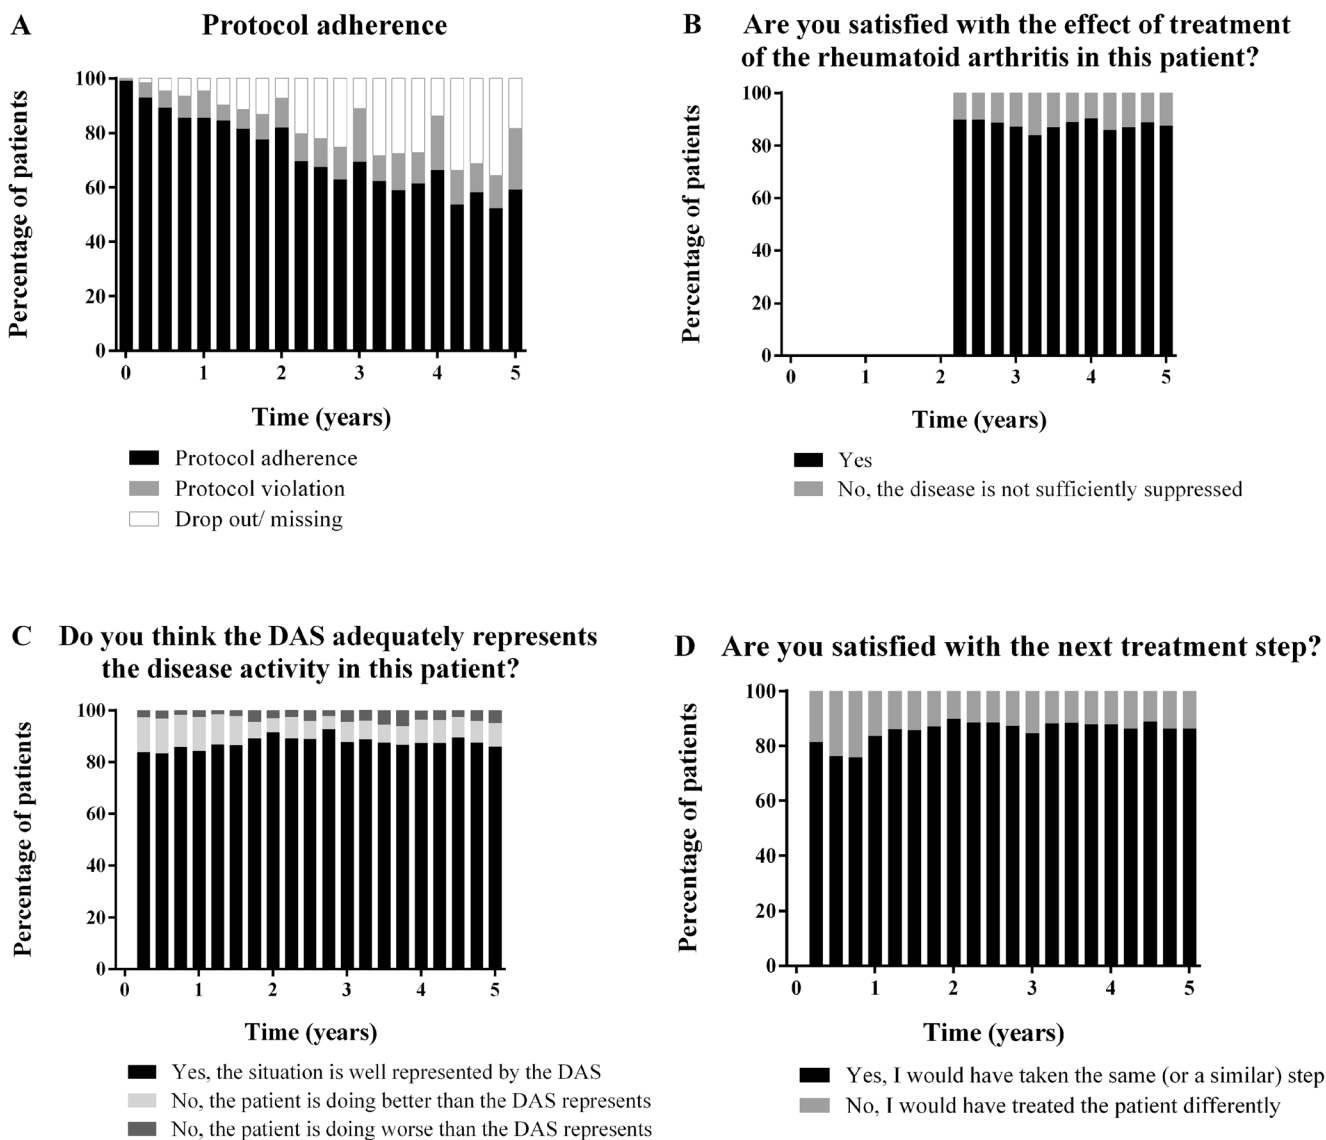 A Protocol adherence
Percentage of patients
100
80
60
40
20
0
0 1 2 3 4 5
Time (years)
Protocol adherence
Protocol violation
Drop out/ missing
B Are you satisfied with the effect of treatment
of the rheumatoid arthritis in this patient?
Percentage of patients
100
80
60
40
20
0
0 1 2 3 4 5
Time (years)
Yes
No, the disease is not sufficiently suppressed
C Do you think the DAS adequately represents
the disease activity in this patient?
Percentage of patients
100
80
60
40
20
0
0 1 2 3 4 5
Time (years)
Yes, the situation is well represented by the DAS
No, the patient is doing better than the DAS represents
No, the patient is doing worse than the DAS represents
D Are you satisfied with the next treatment step?
Percentage of patients
100
80
60
40
20
0
0 1 2 3 4 5
Time (years)
Yes, I would have taken the same (or a similar) step
No, I would have treated the patient differently